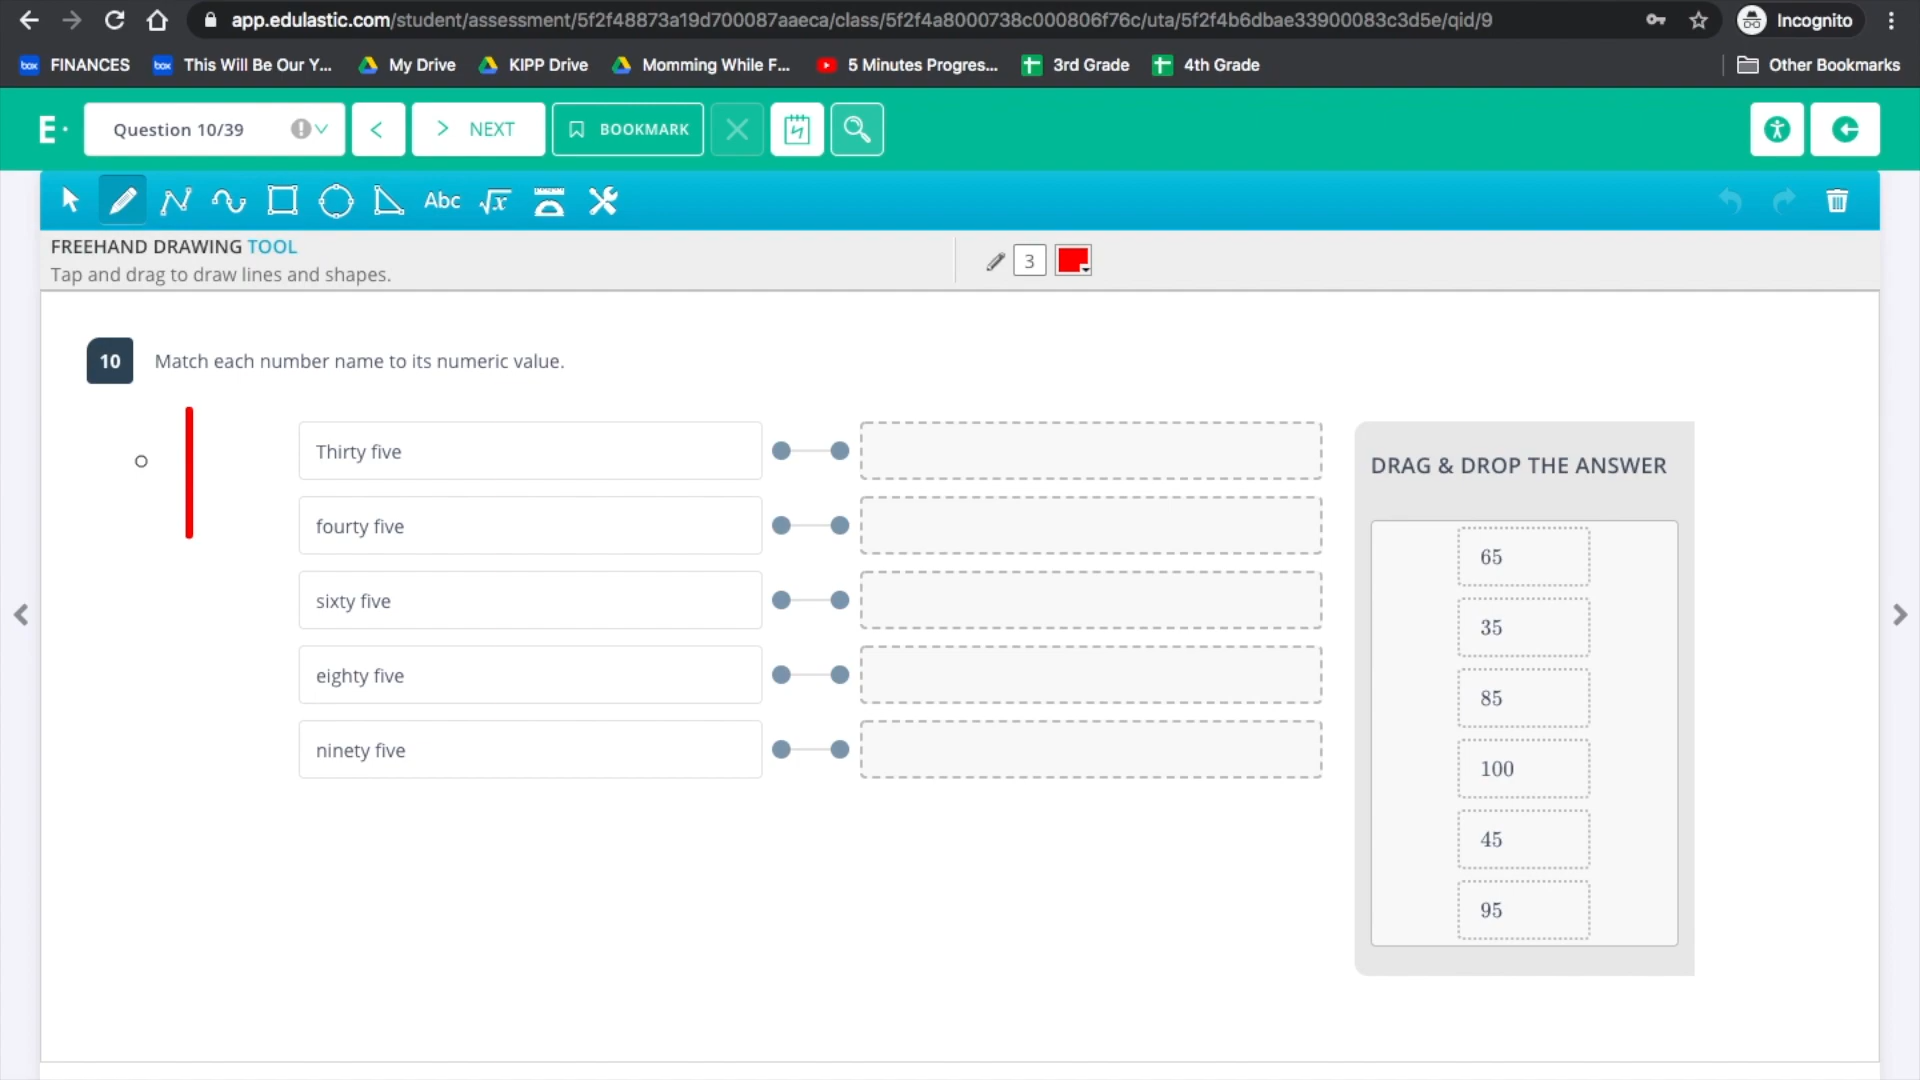 app.edulastic.com/student/assessment/5f2f48873a19d700087aaeca/class/5f2f4a8000738c000806f76c/uta/5f2f4b6dbae33900083c3d5e/qid/9
Incognito
box FINANCES
box This Will Be Our Y...
My Drive
KIPP Drive
Momming While F...
5 Minutes Progres...
3rd Grade
4th Grade
Other Bookmarks
E
Question 10/39
NEXT
BOOKMARK
Abc
√x
FREEHAND DRAWING TOOL
3
Tap and drag to draw lines and shapes.
10 Match each number name to its numeric value.
Thirty five
fourty five
sixty five
eighty five
ninety five
DRAG & DROP THE ANSWER
65
35
85
100
45
95